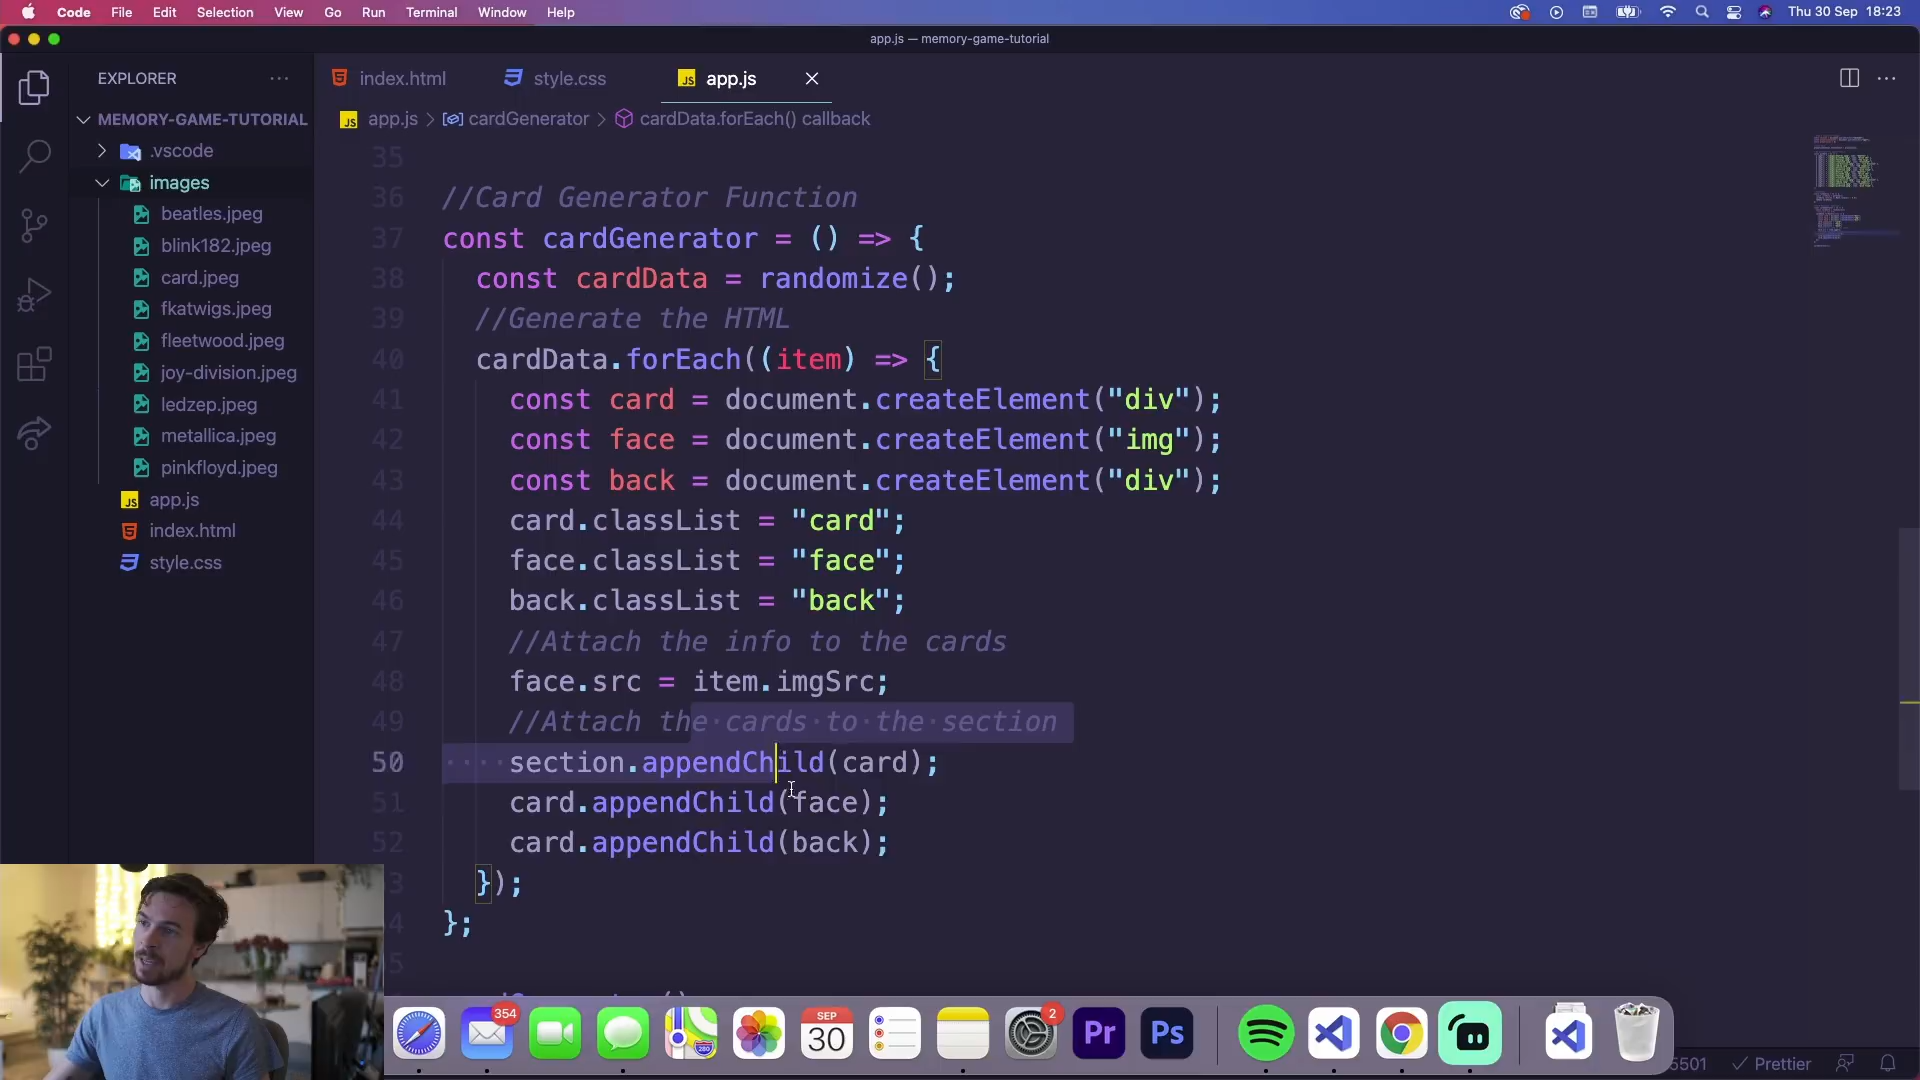 Code File Edit Selection View Go Run Terminal Window Help Thu 30 Sep 18:23
app.js — memory-game-tutorial
EXPLORER
index.html style.css app.js
MEMORY-GAME-TUTORIAL
app.js > cardGenerator > cardData.forEach() callback
.vscode
images
beatles.jpeg
blink182.jpeg
card.jpeg
fkatwigs.jpeg
fleetwood.jpeg
joy-division.jpeg
ledzep.jpeg
metallica.jpeg
pinkfloyd.jpeg
app.js
index.html
style.css
35
36 //Card Generator Function
37 const cardGenerator = () => {
38 const cardData = randomize();
39 //Generate the HTML
40 cardData.forEach((item) => {
41 const card = document.createElement("div");
42 const face = document.createElement("img");
43 const back = document.createElement("div");
44 card.classList = "card";
45 face.classList = "face";
46 back.classList = "back";
47 //Attach the info to the cards
48 face.src = item.imgSrc;
49 //Attach the cards to the section
50 section.appendChild(card);
51 card.appendChild(face);
52 card.appendChild(back);
3 });
4 };
5
354
SEP
30
280
2
Pr
Ps
5501 Prettier